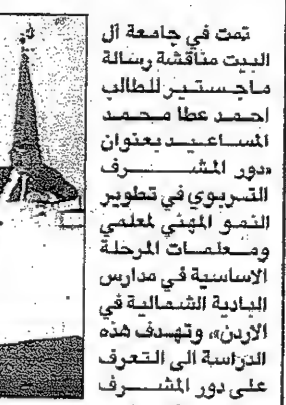 تمت في جامعة آل
البيت مناقشة رسالة
ماجستير للطالب
احمد عطا محمد
المساعيد بعنوان
«دور المشرف
التربوي في تطوير
النمو المهني لمعلمي
ومعلمات المرحلة
الاساسية في مدارس
البادية الشمالية في
الاردن»، وتهدف هذه
الدراسة الى التعرف
على دور المشرف